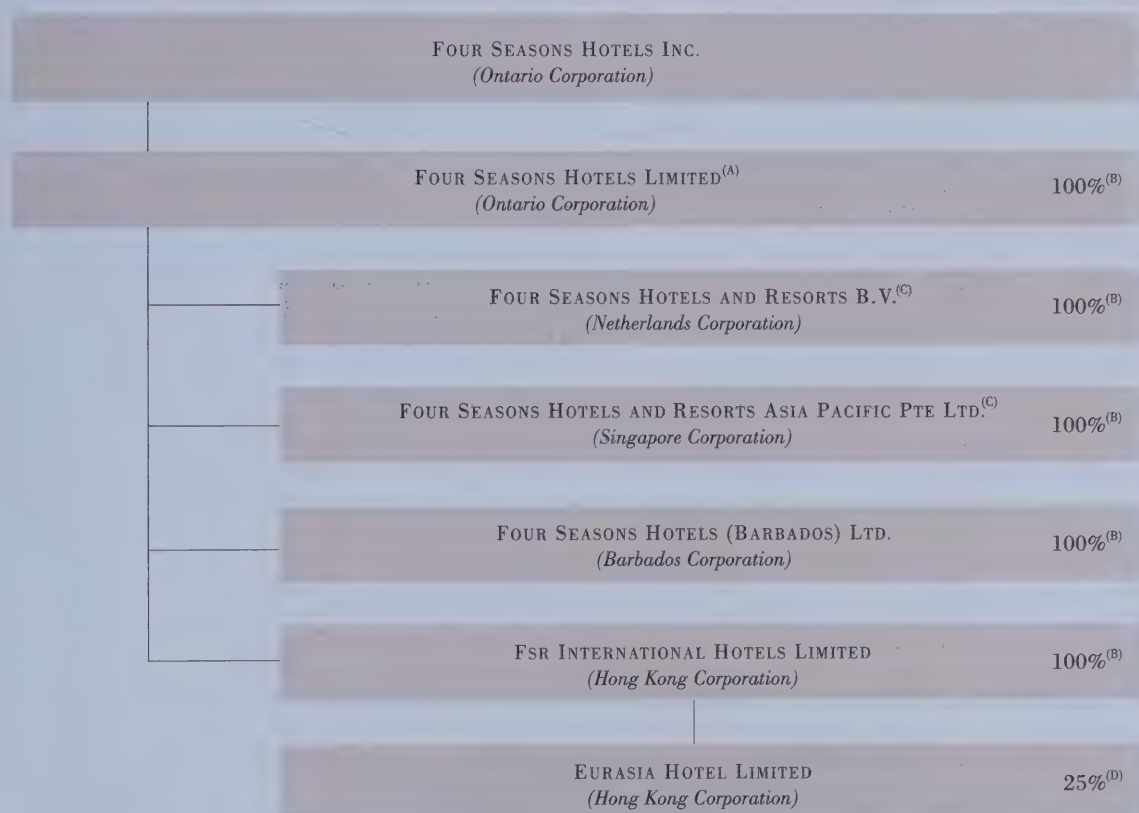 FOUR SEASONS HOTELS INC.
(Ontario Corporation)
FOUR SEASONS HOTELS LIMITED(A) 100%(B)
(Ontario Corporation)
FOUR SEASONS HOTELS AND RESORTS B.V.(C) 100%(B)
(Netherlands Corporation)
FOUR SEASONS HOTELS AND RESORTS ASIA PACIFIC PTE LTD.(C) 100%(B)
(Singapore Corporation)
FOUR SEASONS HOTELS (BARBADOS) LTD. 100%(B)
(Barbados Corporation)
FSR INTERNATIONAL HOTELS LIMITED 100%(B)
(Hong Kong Corporation)
EURASIA HOTEL LIMITED 25%(D)
(Hong Kong Corporation)